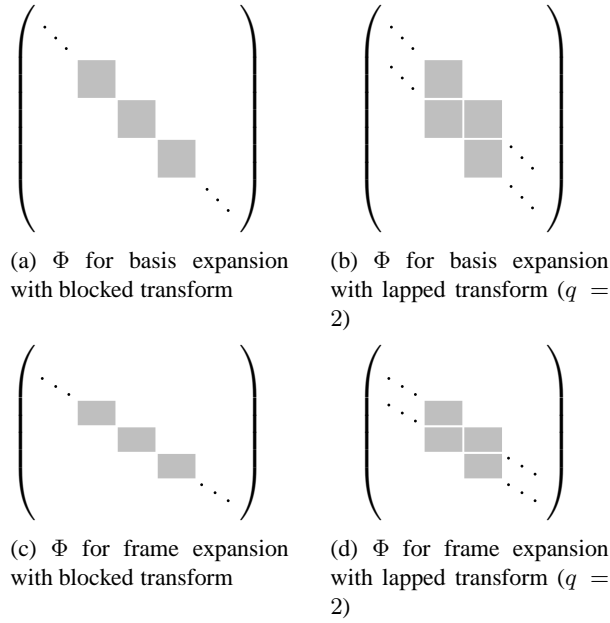 (a) Φ for basis expansion
with blocked transform
(b) Φ for basis expansion
with lapped transform (q =
2)
(c) Φ for frame expansion
with blocked transform
(d) Φ for frame expansion
with lapped transform (q =
2)